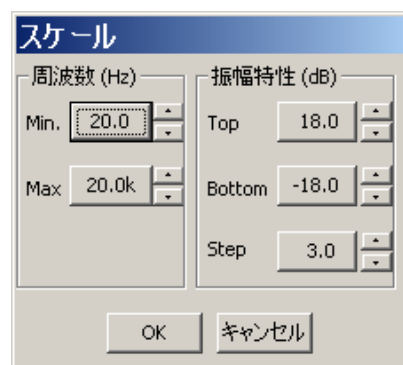 スケール
周波数 (Hz)
Min. 20.0
Max 20.0k
振幅特性 (dB)
Top 18.0
Bottom -18.0
Step 3.0
OK
キャンセル